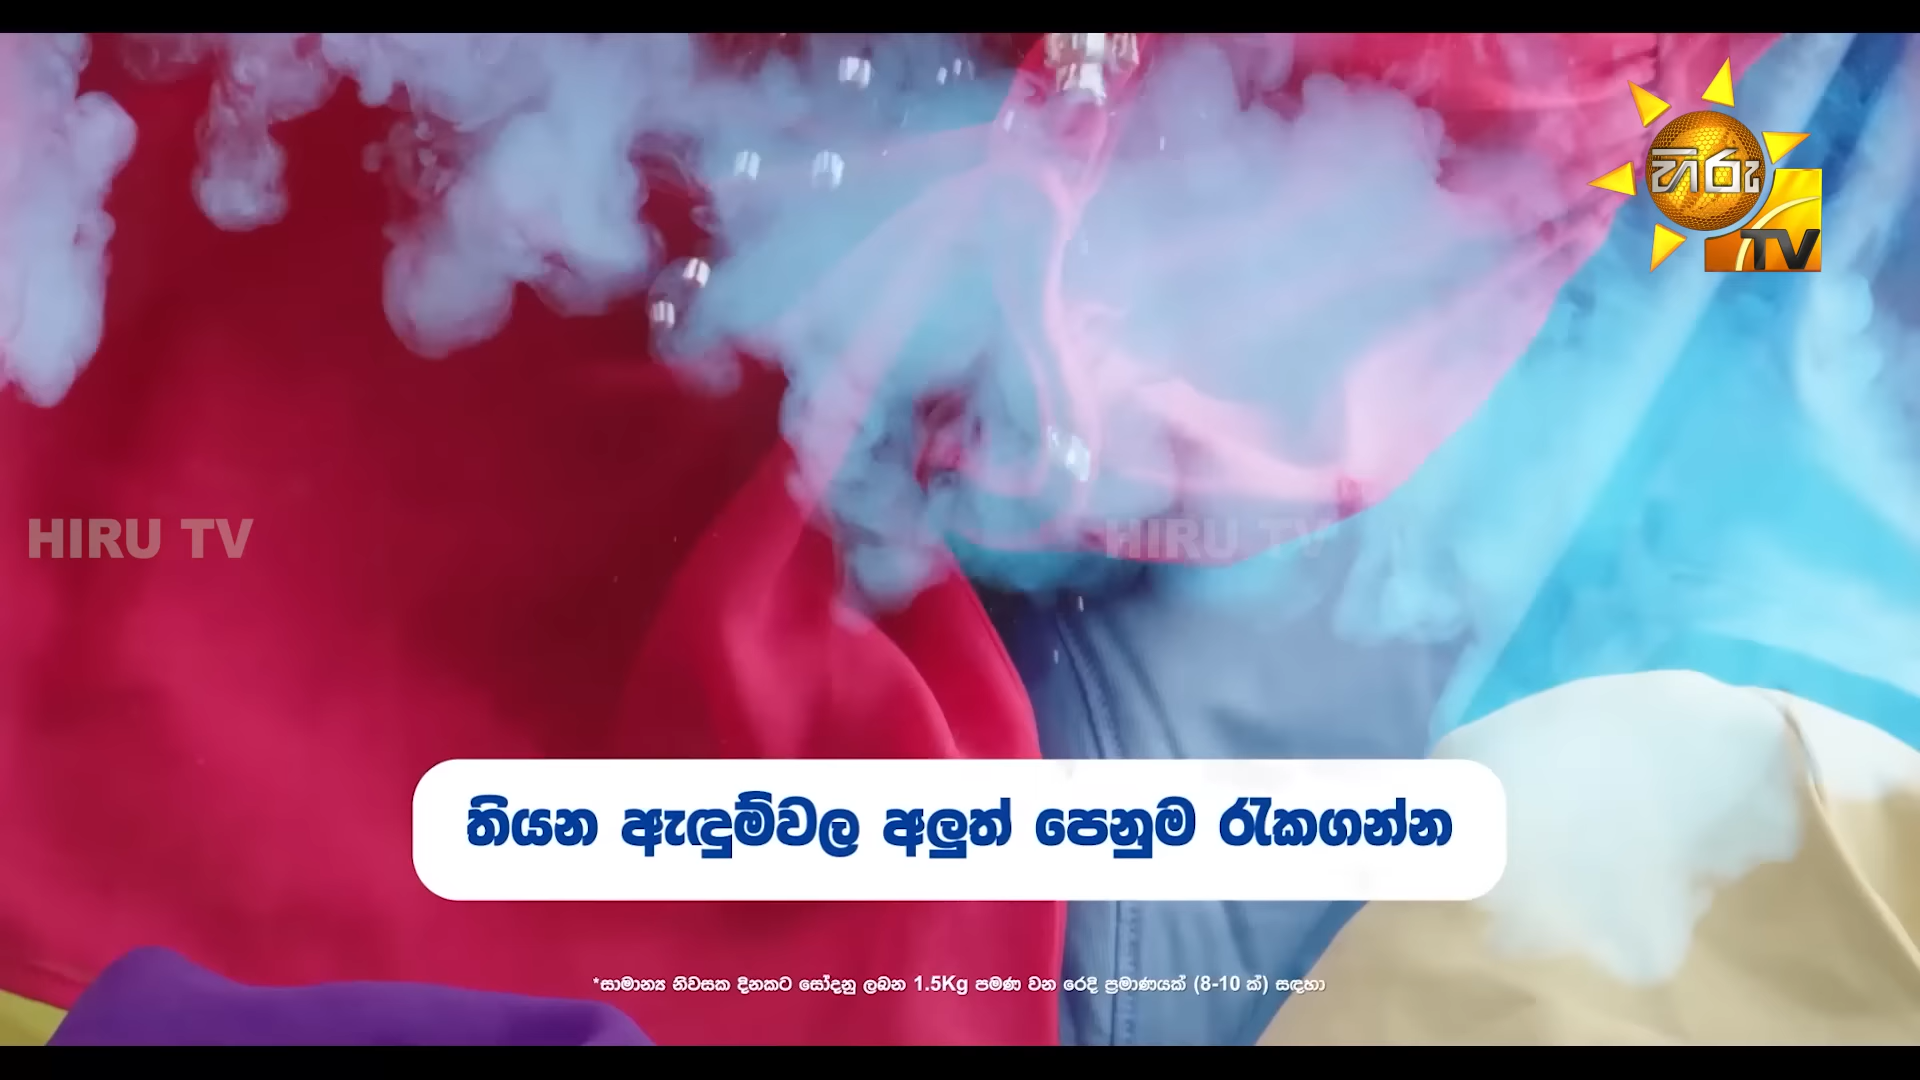 හිරු
TV
HIRU TV HIRU TV
තියන ඇඳුම්වල අලුත් පෙනුම රැකගන්න
*සාමාන්‍ය නිවසක දිනකට සෝදනු ලබන 1.5Kg පමණ වන රෙදි ප්‍රමාණයක් (8-10 ක්) සඳහා